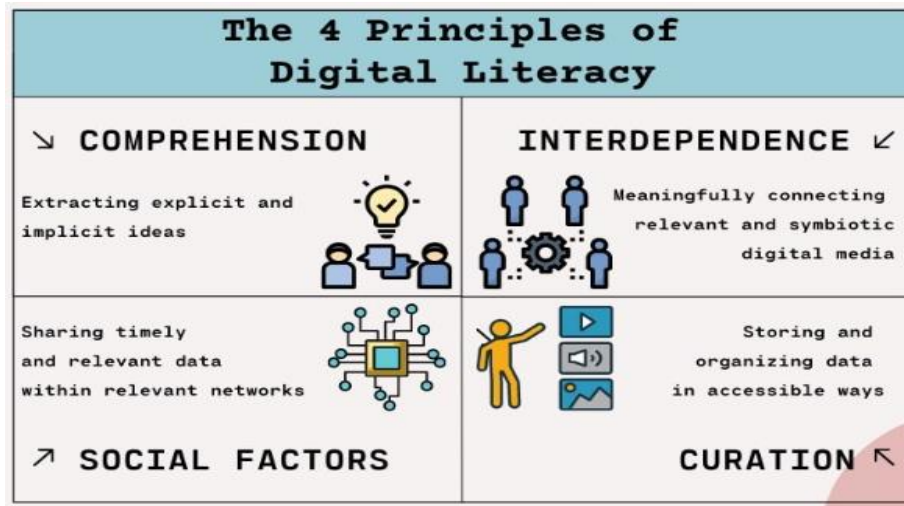 The 4 Principles of
Digital Literacy
↘ COMPREHENSION
Extracting explicit and
implicit ideas
INTERDEPENDENCE ↙
Meaningfully connecting
relevant and symbiotic
digital media
Sharing timely
and relevant data
within relevant networks
↗ SOCIAL FACTORS
Storing and
organizing data
in accessible ways
CURATION ↖